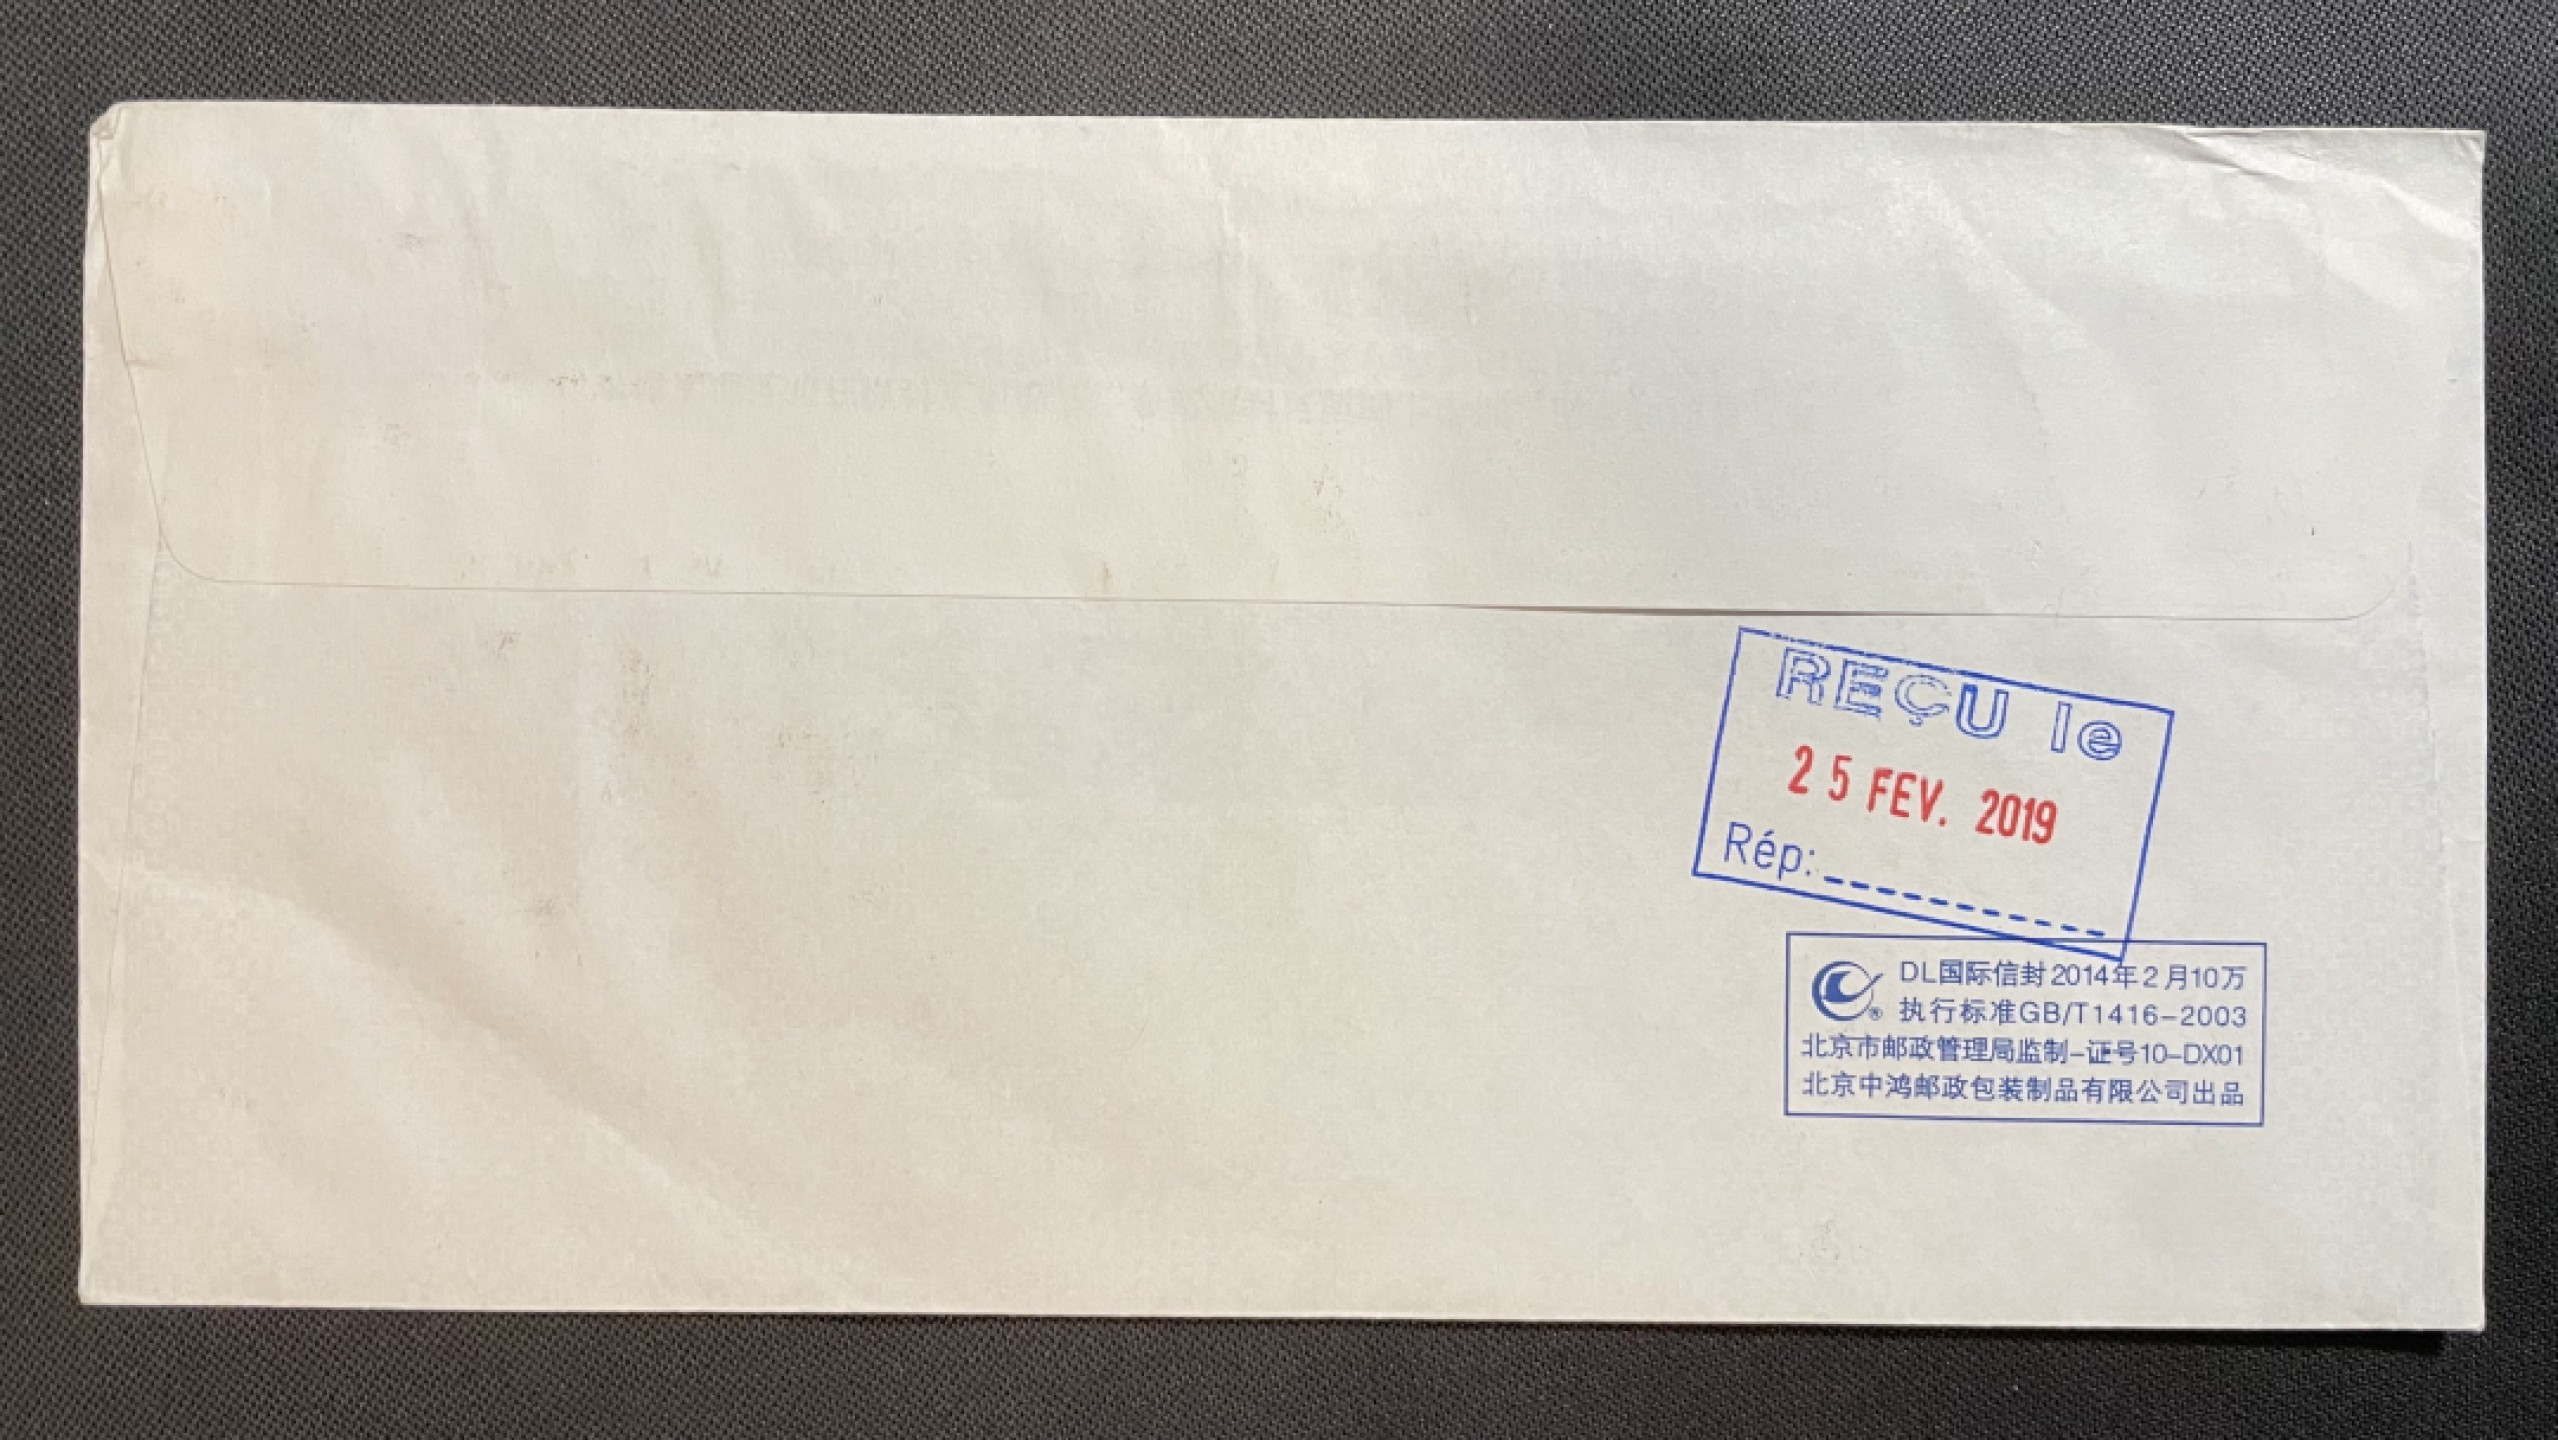 REÇU le
25 FEV. 2019
Rép:
DL国际信封2014年2月10万
® 执行标准GB/T1416-2003
北京市邮政管理局监制-证号10-DX01
北京中鸿邮政包装制品有限公司出品